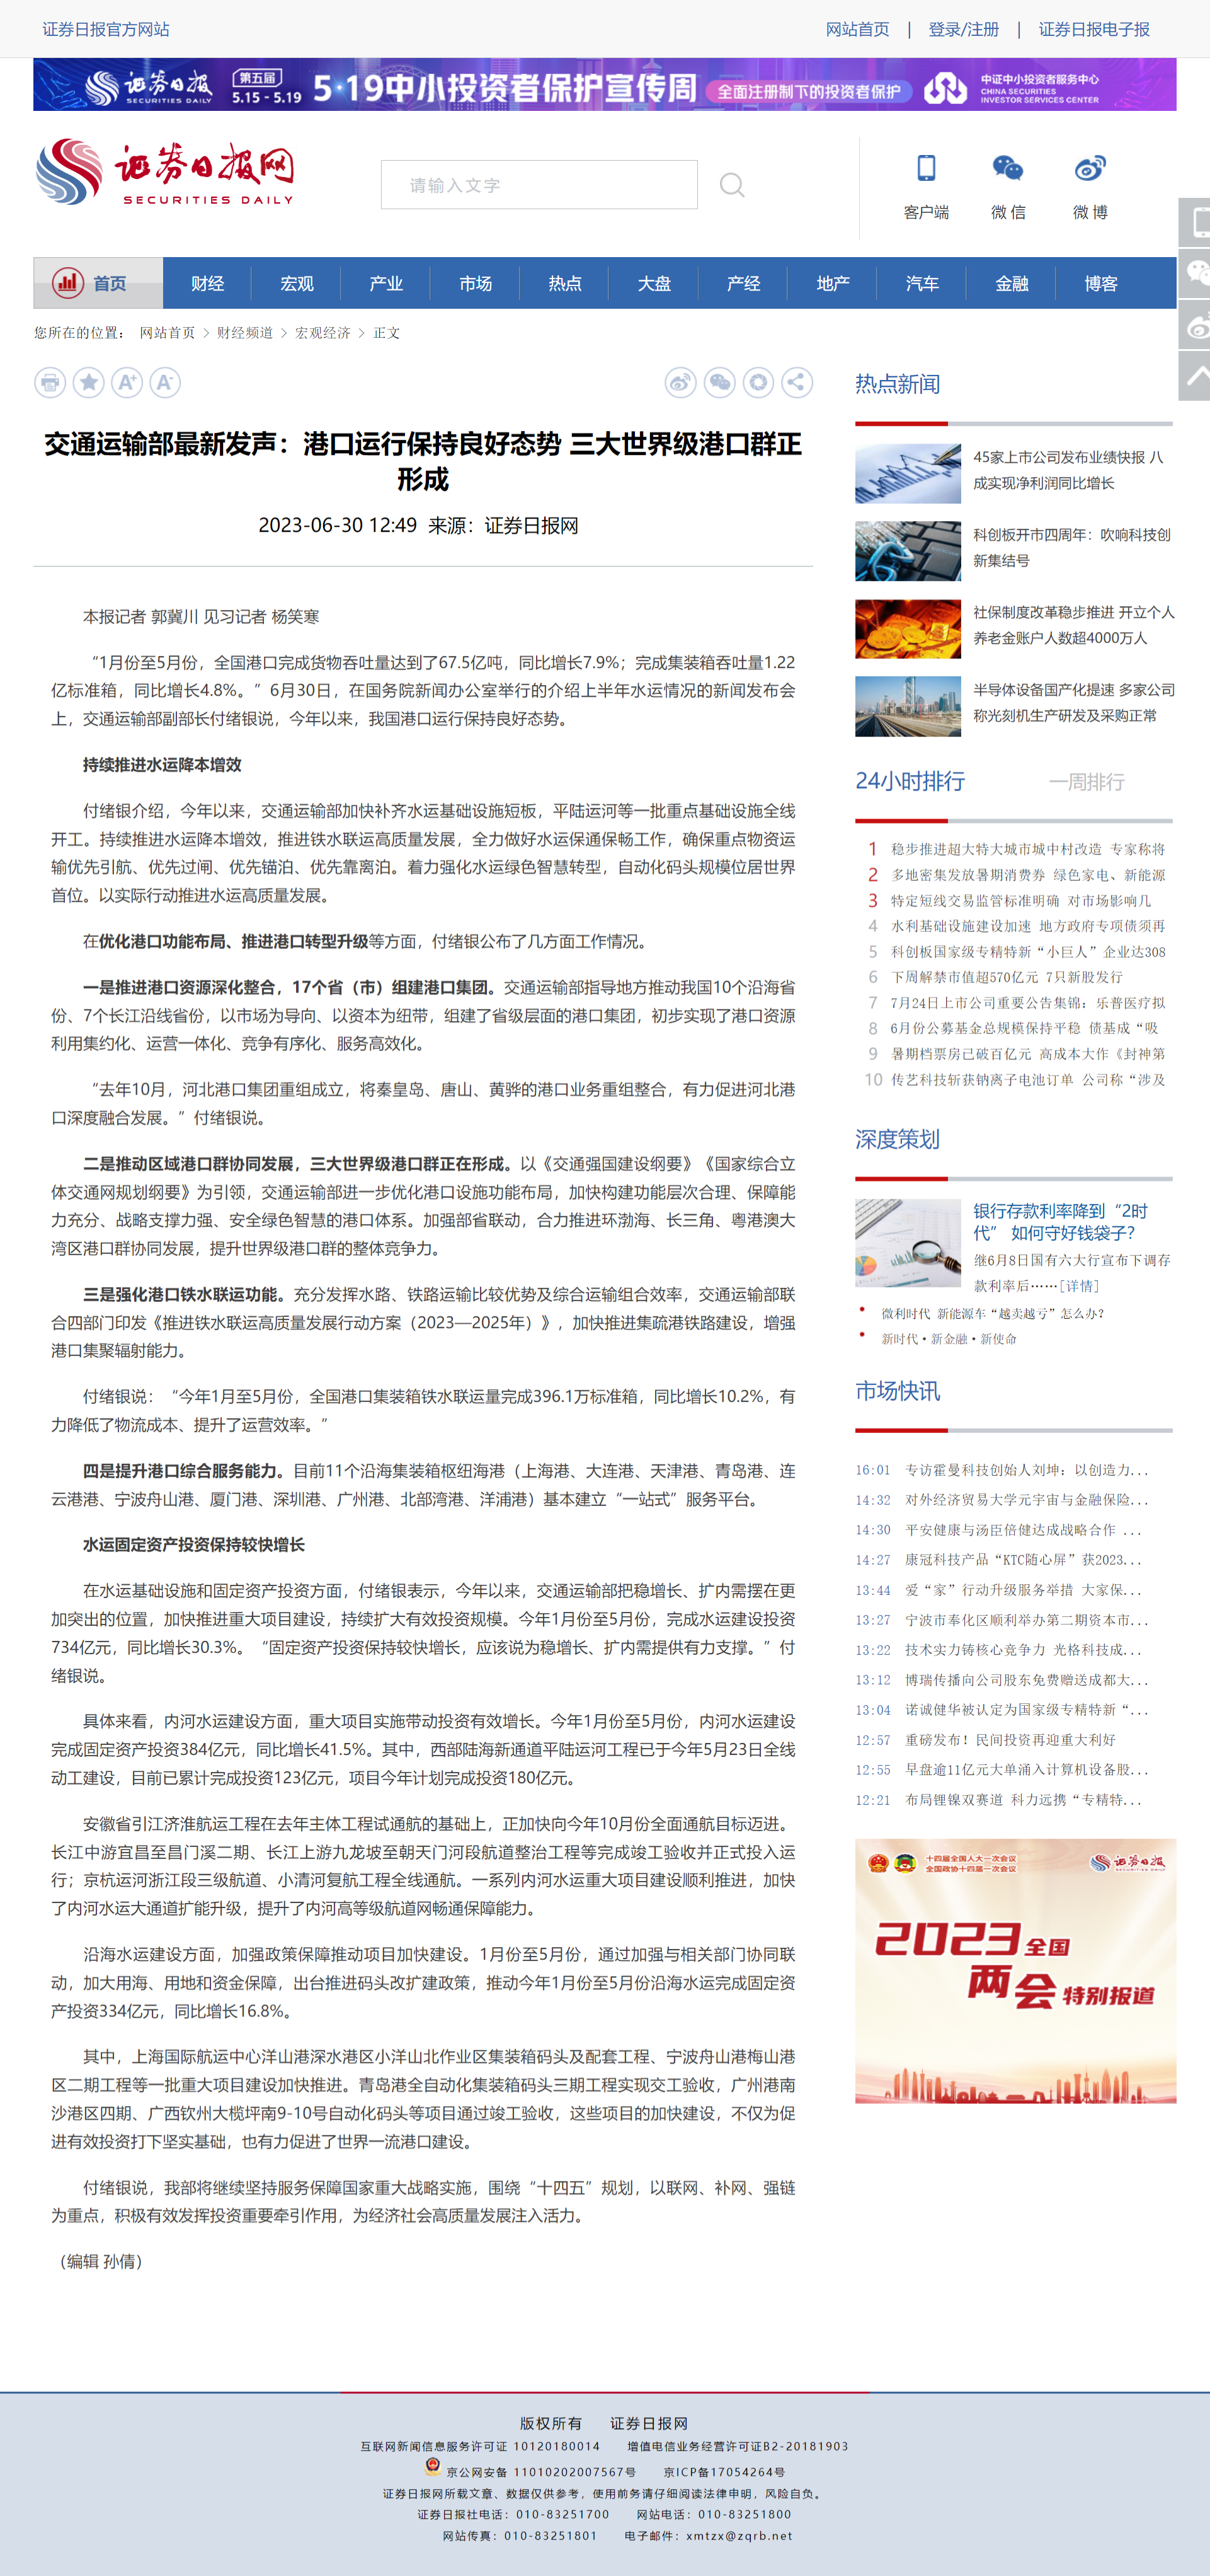 证券日报官方网站
网站首页 | 登录/注册 | 证券日报电子报
证券日报 SECURITIES DAILY
第五届 5.15 - 5.19
5·19中小投资者保护宣传周
全面注册制下的投资者保护
中证中小投资者服务中心
CHINA SECURITIES
INVESTOR SERVICES CENTER
证券日报网
SECURITIES DAILY
请输入文字
客户端 微 信 微 博
首页 财经 宏观 产业 市场 热点 大盘 产经 地产 汽车 金融 博客
您所在的位置： 网站首页 > 财经频道 > 宏观经济 > 正文
A+ A-
交通运输部最新发声：港口运行保持良好态势 三大世界级港口群正
形成
2023-06-30 12:49 来源：证券日报网
本报记者 郭冀川 见习记者 杨笑寒
“1月份至5月份，全国港口完成货物吞吐量达到了67.5亿吨，同比增长7.9%；完成集装箱吞吐量1.22
亿标准箱，同比增长4.8%。”6月30日，在国务院新闻办公室举行的介绍上半年水运情况的新闻发布会
上，交通运输部副部长付绪银说，今年以来，我国港口运行保持良好态势。
持续推进水运降本增效
付绪银介绍，今年以来，交通运输部加快补齐水运基础设施短板，平陆运河等一批重点基础设施全线
开工。持续推进水运降本增效，推进铁水联运高质量发展，全力做好水运保通保畅工作，确保重点物资运
输优先引航、优先过闸、优先锚泊、优先靠离泊。着力强化水运绿色智慧转型，自动化码头规模位居世界
首位。以实际行动推进水运高质量发展。
在优化港口功能布局、推进港口转型升级等方面，付绪银公布了几方面工作情况。
一是推进港口资源深化整合，17个省（市）组建港口集团。交通运输部指导地方推动我国10个沿海省
份、7个长江沿线省份，以市场为导向、以资本为纽带，组建了省级层面的港口集团，初步实现了港口资源
利用集约化、运营一体化、竞争有序化、服务高效化。
“去年10月，河北港口集团重组成立，将秦皇岛、唐山、黄骅的港口业务重组整合，有力促进河北港
口深度融合发展。”付绪银说。
二是推动区域港口群协同发展，三大世界级港口群正在形成。以《交通强国建设纲要》《国家综合立
体交通网规划纲要》为引领，交通运输部进一步优化港口设施功能布局，加快构建功能层次合理、保障能
力充分、战略支撑力强、安全绿色智慧的港口体系。加强部省联动，合力推进环渤海、长三角、粤港澳大
湾区港口群协同发展，提升世界级港口群的整体竞争力。
三是强化港口铁水联运功能。充分发挥水路、铁路运输比较优势及综合运输组合效率，交通运输部联
合四部门印发《推进铁水联运高质量发展行动方案（2023—2025年）》，加快推进集疏港铁路建设，增强
港口集聚辐射能力。
付绪银说：“今年1月至5月份，全国港口集装箱铁水联运量完成396.1万标准箱，同比增长10.2%，有
力降低了物流成本、提升了运营效率。”
四是提升港口综合服务能力。目前11个沿海集装箱枢纽海港（上海港、大连港、天津港、青岛港、连
云港港、宁波舟山港、厦门港、深圳港、广州港、北部湾港、洋浦港）基本建立“一站式”服务平台。
水运固定资产投资保持较快增长
在水运基础设施和固定资产投资方面，付绪银表示，今年以来，交通运输部把稳增长、扩内需摆在更
加突出的位置，加快推进重大项目建设，持续扩大有效投资规模。今年1月份至5月份，完成水运建设投资
734亿元，同比增长30.3%。“固定资产投资保持较快增长，应该说为稳增长、扩内需提供有力支撑。”付
绪银说。
具体来看，内河水运建设方面，重大项目实施带动投资有效增长。今年1月份至5月份，内河水运建设
完成固定资产投资384亿元，同比增长41.5%。其中，西部陆海新通道平陆运河工程已于今年5月23日全线
动工建设，目前已累计完成投资123亿元，项目今年计划完成投资180亿元。
安徽省引江济淮航运工程在去年主体工程试通航的基础上，正加快向今年10月份全面通航目标迈进。
长江中游宜昌至昌门溪二期、长江上游九龙坡至朝天门河段航道整治工程等完成竣工验收并正式投入运
行；京杭运河浙江段三级航道、小清河复航工程全线通航。一系列内河水运重大项目建设顺利推进，加快
了内河水运大通道扩能升级，提升了内河高等级航道网畅通保障能力。
沿海水运建设方面，加强政策保障推动项目加快建设。1月份至5月份，通过加强与相关部门协同联
动，加大用海、用地和资金保障，出台推进码头改扩建政策，推动今年1月份至5月份沿海水运完成固定资
产投资334亿元，同比增长16.8%。
其中，上海国际航运中心洋山港深水港区小洋山北作业区集装箱码头及配套工程、宁波舟山港梅山港
区二期工程等一批重大项目建设加快推进。青岛港全自动化集装箱码头三期工程实现交工验收，广州港南
沙港区四期、广西钦州大榄坪南9-10号自动化码头等项目通过竣工验收，这些项目的加快建设，不仅为促
进有效投资打下坚实基础，也有力促进了世界一流港口建设。
付绪银说，我部将继续坚持服务保障国家重大战略实施，围绕“十四五”规划，以联网、补网、强链
为重点，积极有效发挥投资重要牵引作用，为经济社会高质量发展注入活力。
（编辑 孙倩）
热点新闻
45家上市公司发布业绩快报 八
成实现净利润同比增长
科创板开市四周年：吹响科技创
新集结号
社保制度改革稳步推进 开立个人
养老金账户人数超4000万人
半导体设备国产化提速 多家公司
称光刻机生产研发及采购正常
24小时排行 一周排行
1 稳步推进超大特大城市城中村改造 专家称将
2 多地密集发放暑期消费券 绿色家电、新能源
3 特定短线交易监管标准明确 对市场影响几
4 水利基础设施建设加速 地方政府专项债须再
5 科创板国家级专精特新“小巨人”企业达308
6 下周解禁市值超570亿元 7只新股发行
7 7月24日上市公司重要公告集锦：乐普医疗拟
8 6月份公募基金总规模保持平稳 债基成“吸
9 暑期档票房已破百亿元 高成本大作《封神第
10 传艺科技斩获钠离子电池订单 公司称“涉及
深度策划
银行存款利率降到“2时
代” 如何守好钱袋子？
继6月8日国有六大行宣布下调存
款利率后……[详情]
微利时代 新能源车“越卖越亏”怎么办？
新时代·新金融·新使命
市场快讯
16:01 专访霍曼科技创始人刘坤：以创造力...
14:32 对外经济贸易大学元宇宙与金融保险...
14:30 平安健康与汤臣倍健达成战略合作 ...
14:27 康冠科技产品“KTC随心屏”获2023...
13:44 爱“家”行动升级服务举措 大家保...
13:27 宁波市奉化区顺利举办第二期资本市...
13:22 技术实力铸核心竞争力 光格科技成...
13:12 博瑞传播向公司股东免费赠送成都大...
13:04 诺诚健华被认定为国家级专精特新“...
12:57 重磅发布！民间投资再迎重大利好
12:55 早盘逾11亿元大单涌入计算机设备股...
12:21 布局锂镍双赛道 科力远携“专精特...
十四届全国人大一次会议
全国政协十四届一次会议
证券日报
SECURITIES DAILY
2023全国
两会特别报道
版权所有 证券日报网
互联网新闻信息服务许可证 10120180014 增值电信业务经营许可证B2-20181903
京公网安备 11010202007567号 京ICP备17054264号
证券日报网所载文章、数据仅供参考，使用前务请仔细阅读法律申明，风险自负。
证券日报社电话：010-83251700 网站电话：010-83251800
网站传真：010-83251801 电子邮件：xmtzx@zqrb.net